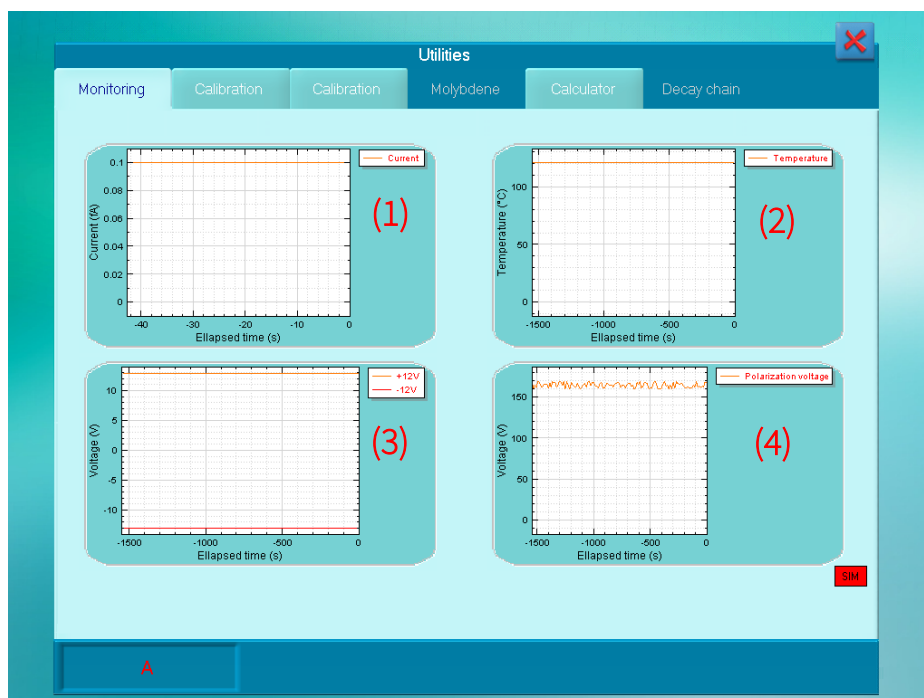 Utilities
Monitoring
Calibration
Calibration
Molybdene
Calculator
Decay chain
Current
0.1
0.08
0.06
0.04
0.02
0
Current (fA)
-40 -30 -20 -10 0
Ellapsed time (s)
(1)
Temperature
100
50
0
Temperature (°C)
-1500 -1000 -500 0
Ellapsed time (s)
(2)
+12V
-12V
10
5
0
-5
-10
Voltage (V)
-1500 -1000 -500 0
Ellapsed time (s)
(3)
Polarization voltage
150
100
50
0
Voltage (V)
-1500 -1000 -500 0
Ellapsed time (s)
(4)
SIM
A